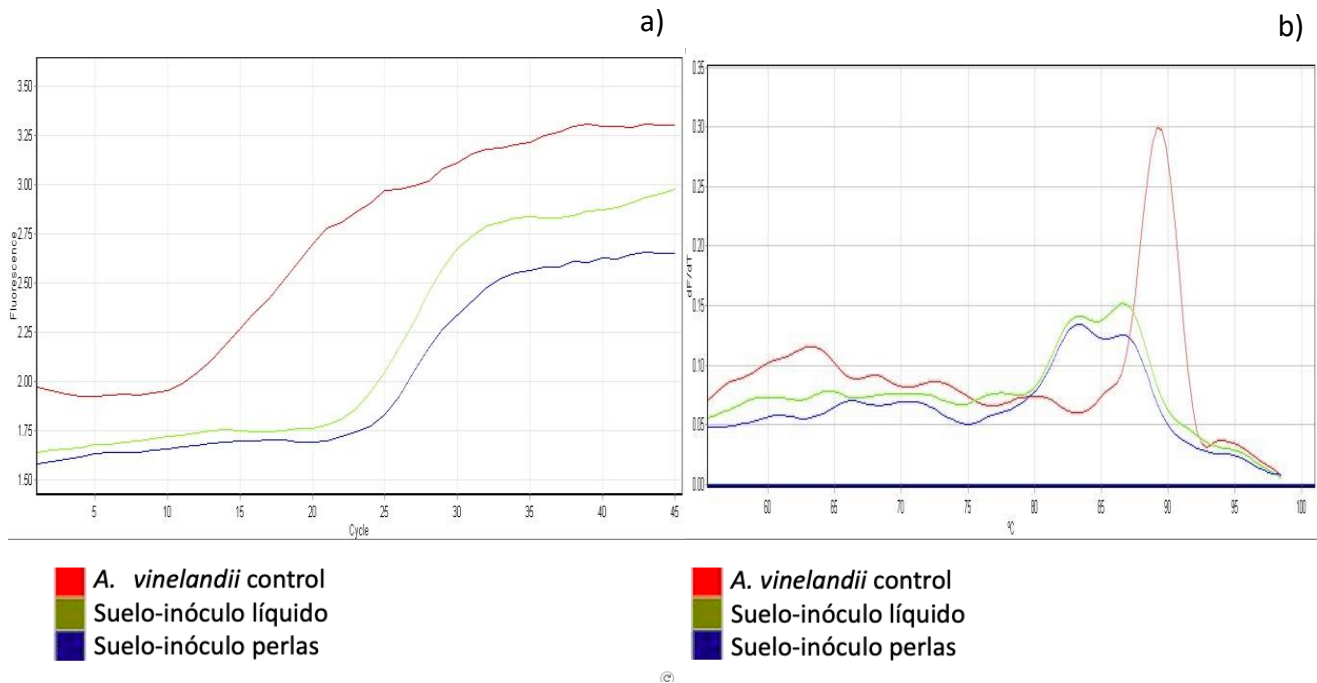 a)
3.50
3.25
3.00
2.75
2.50
2.25
2.00
1.75
1.50
Fluorescence
5 10 15 20 25 30 35 40 45
Cycle
A. vinelandii control
Suelo-inóculo líquido
Suelo-inóculo perlas
b)
0.35
0.30
0.25
0.20
0.15
0.10
0.05
0.00
dF/dT
60 65 70 75 80 85 90 95 100
ºC
A. vinelandii control
Suelo-inóculo líquido
Suelo-inóculo perlas